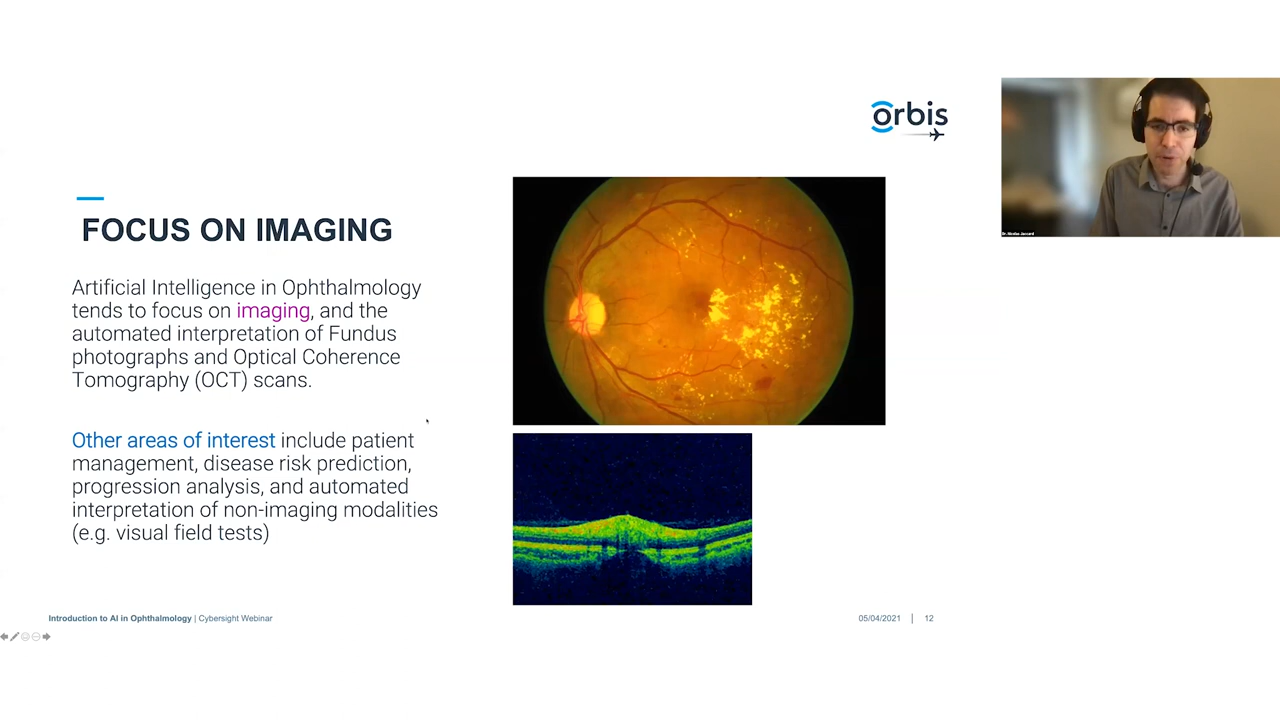 orbis
FOCUS ON IMAGING
Artificial Intelligence in Ophthalmology
tends to focus on imaging, and the
automated interpretation of Fundus
photographs and Optical Coherence
Tomography (OCT) scans.
Other areas of interest include patient
management, disease risk prediction,
progression analysis, and automated
interpretation of non-imaging modalities
(e.g. visual field tests)
Dr. Nicolas Jaccard
Introduction to AI in Ophthalmology | Cybersight Webinar
05/04/2021 | 12